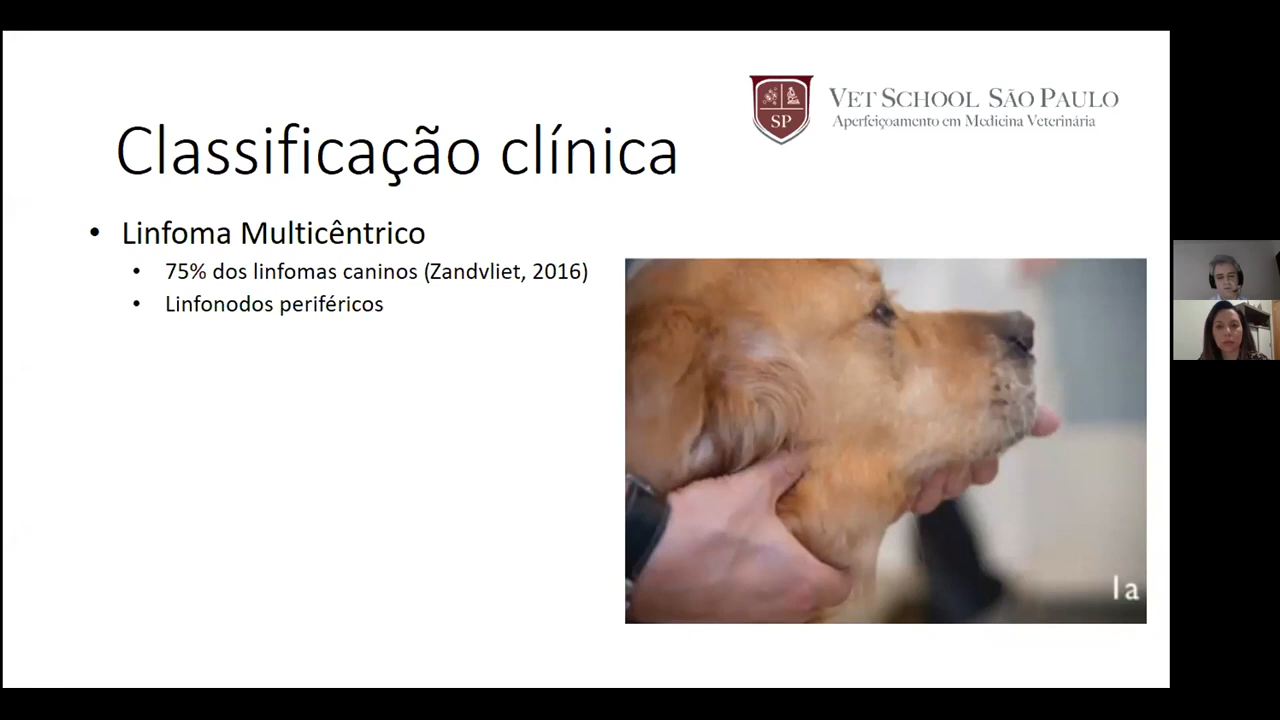 SP
VET SCHOOL SÃO PAULO
Aperfeiçoamento em Medicina Veterinária
Classificação clínica
• Linfoma Multicêntrico
• 75% dos linfomas caninos (Zandvliet, 2016)
• Linfonodos periféricos
1a